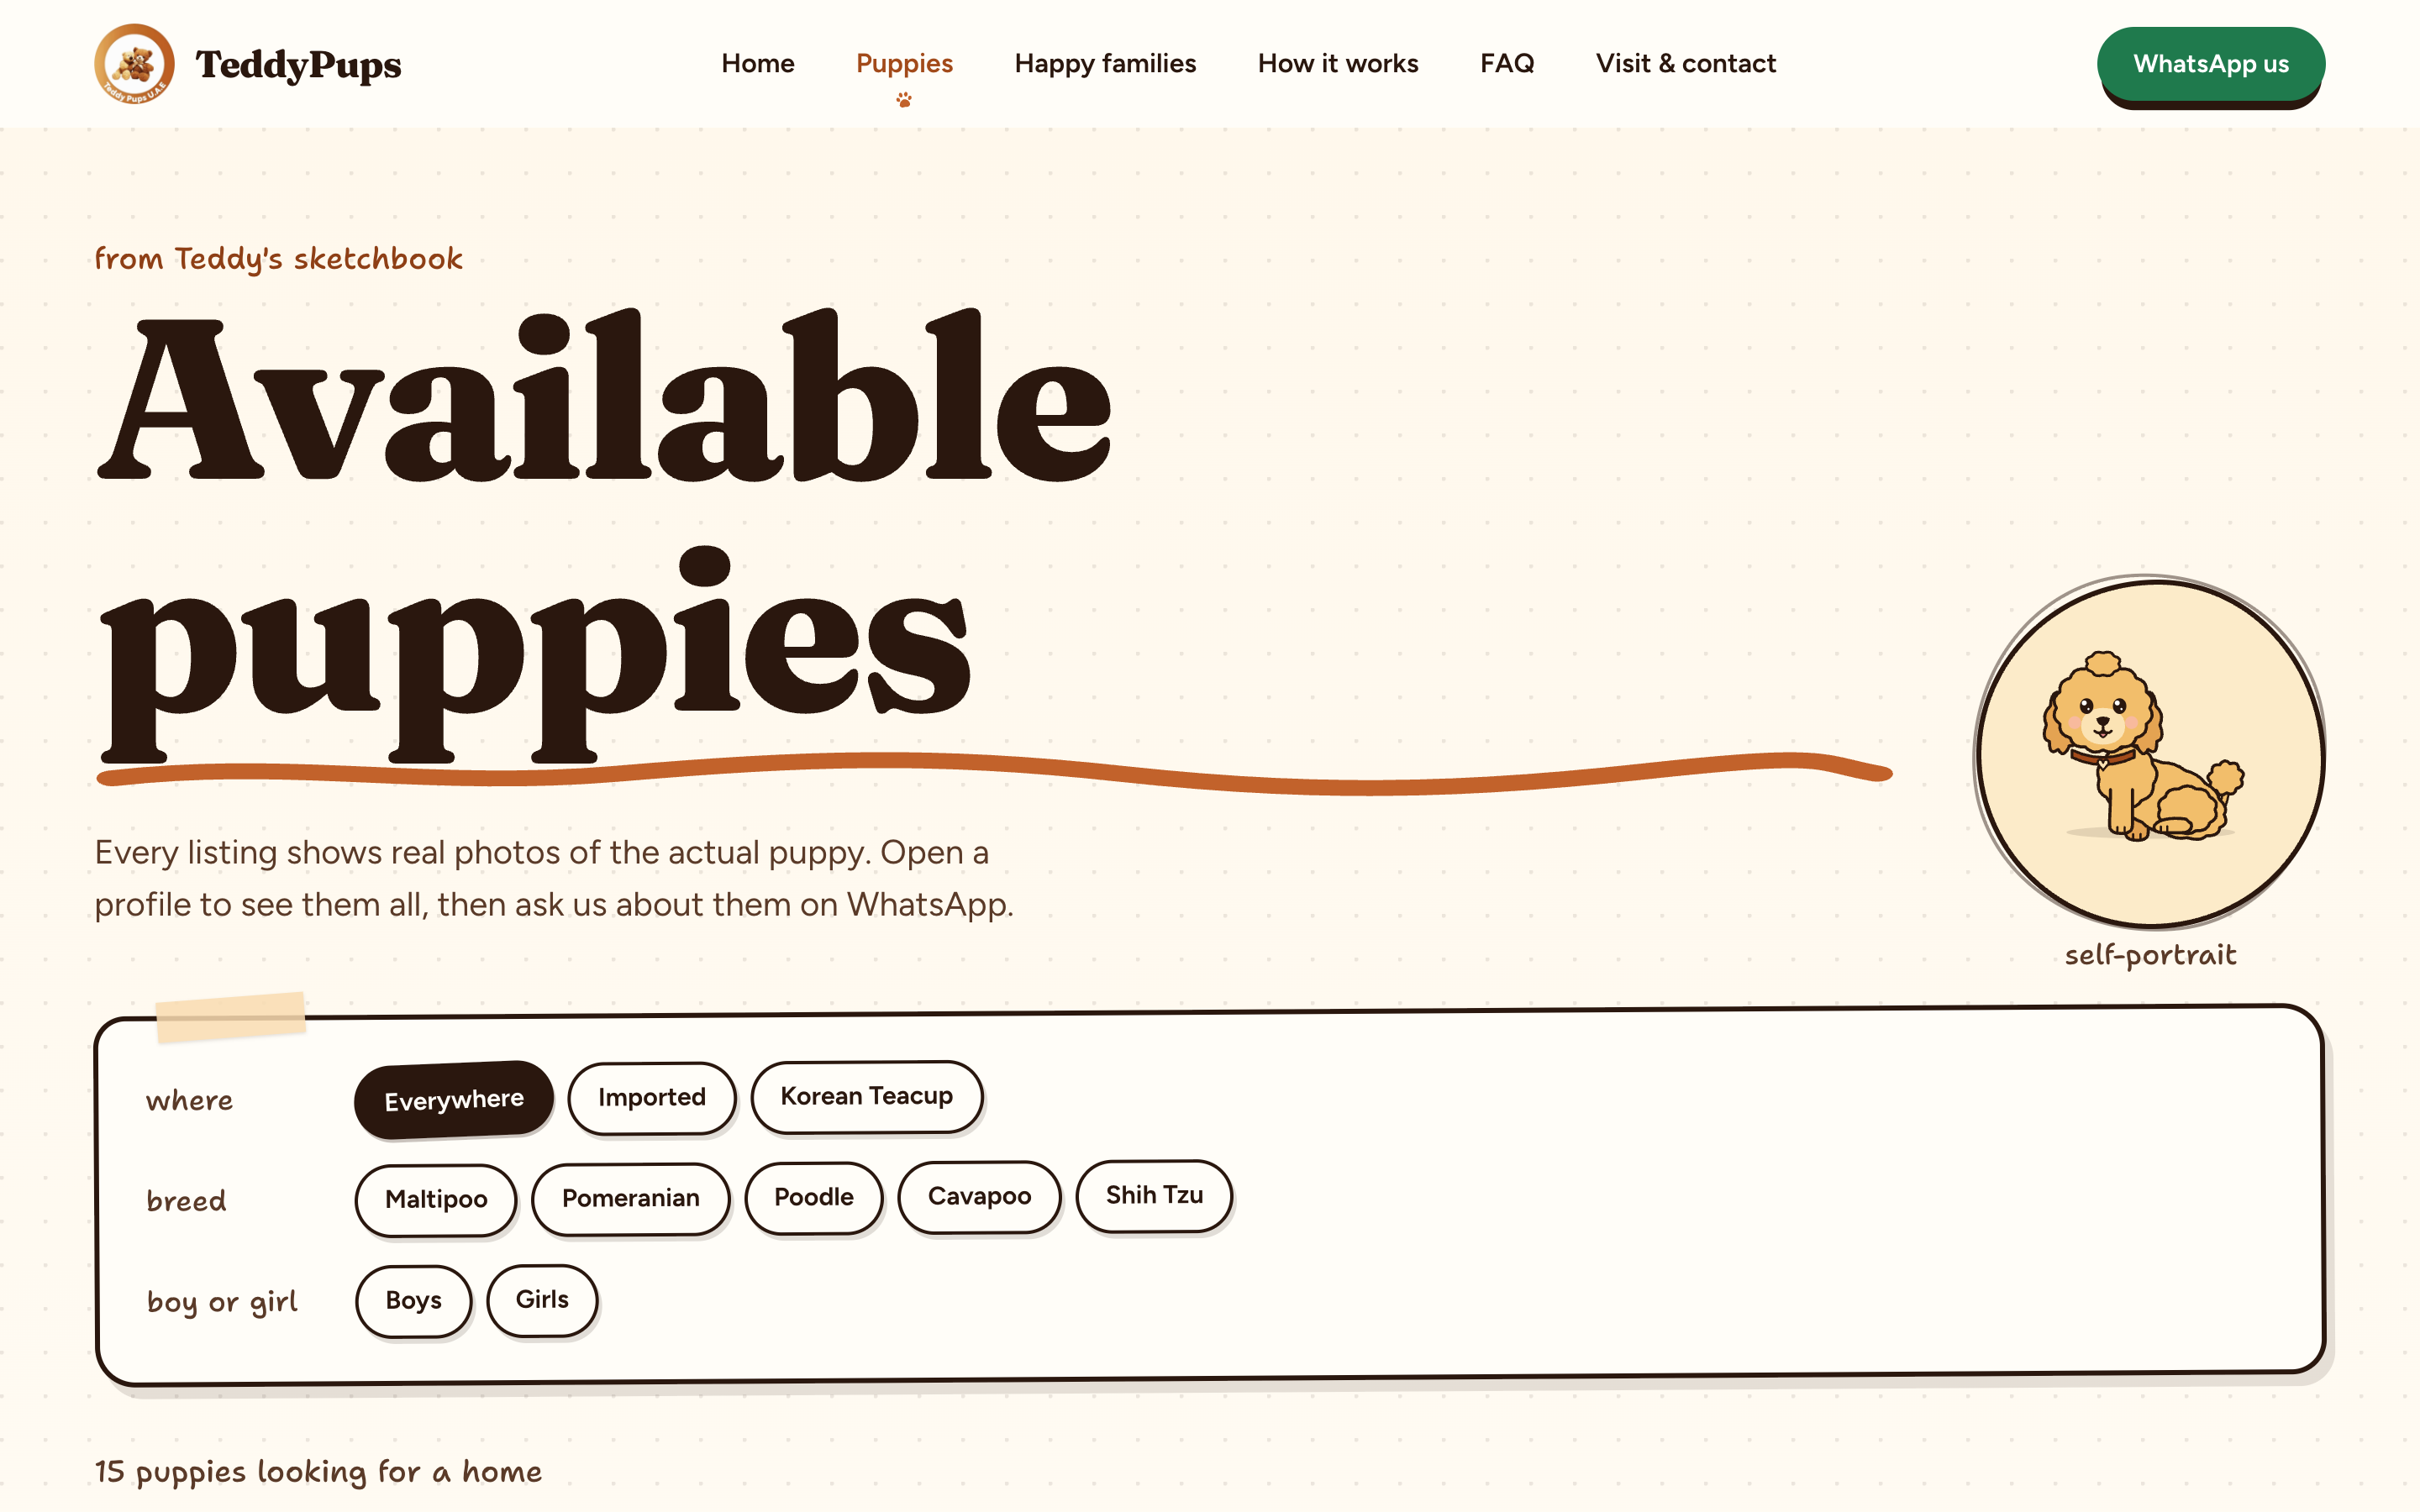 Teddy Pups U.A.E
TeddyPups
Home
Puppies
Happy families
How it works
FAQ
Visit & contact
WhatsApp us
from Teddy's sketchbook
Available
puppies
Every listing shows real photos of the actual puppy. Open a
profile to see them all, then ask us about them on WhatsApp.
self-portrait
where
Everywhere
Imported
Korean Teacup
breed
Maltipoo
Pomeranian
Poodle
Cavapoo
Shih Tzu
boy or girl
Boys
Girls
15 puppies looking for a home